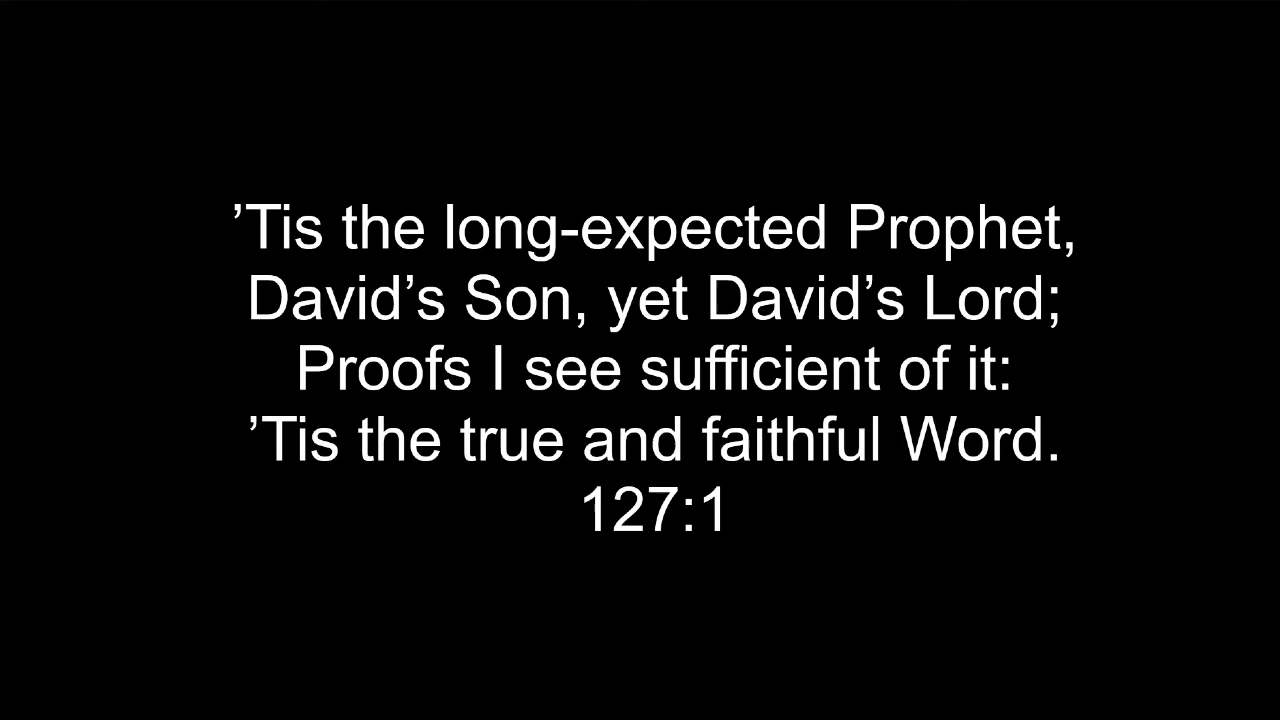 ’Tis the long-expected Prophet,
David’s Son, yet David’s Lord;
Proofs I see sufficient of it:
’Tis the true and faithful Word.
127:1